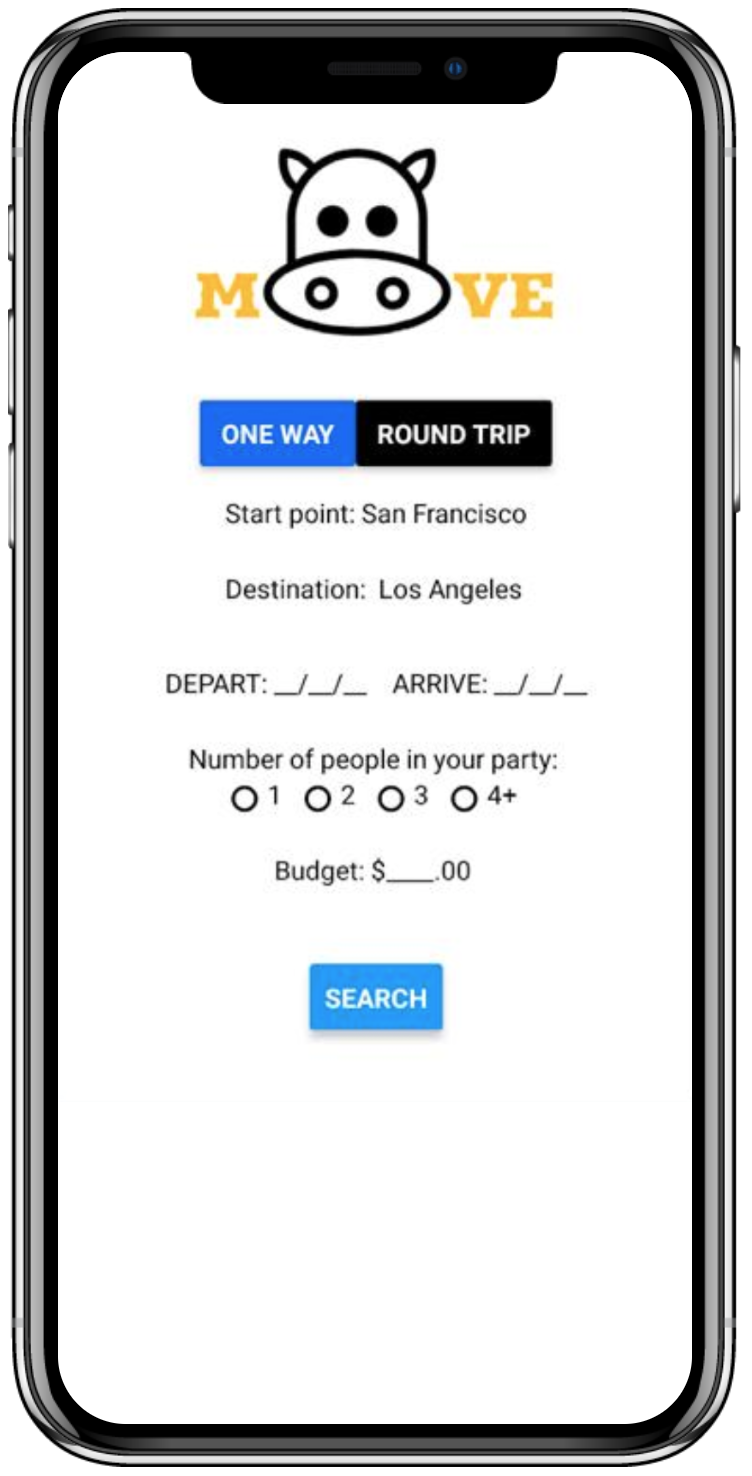 M VE
ONE WAY ROUND TRIP
Start point: San Francisco
Destination: Los Angeles
DEPART: __/__/__ ARRIVE: __/__/__
Number of people in your party:
1 2 3 4+
Budget: $____.00
SEARCH